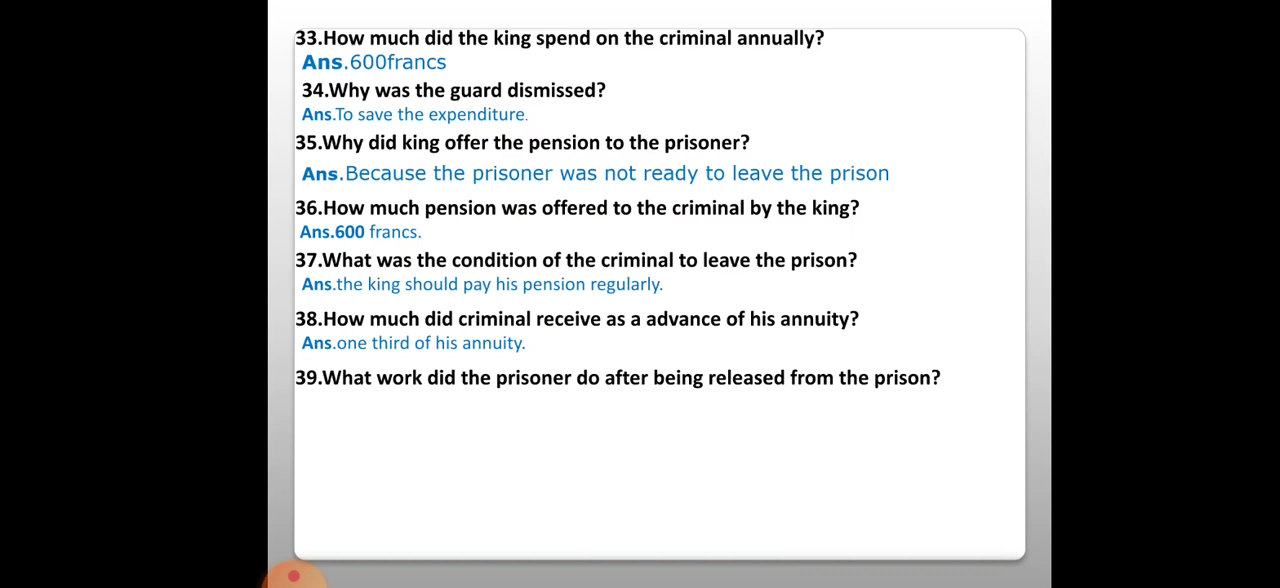 33.How much did the king spend on the criminal annually?
Ans.600francs
34.Why was the guard dismissed?
Ans.To save the expenditure.
35.Why did king offer the pension to the prisoner?
Ans.Because the prisoner was not ready to leave the prison
36.How much pension was offered to the criminal by the king?
Ans.600 francs.
37.What was the condition of the criminal to leave the prison?
Ans.the king should pay his pension regularly.
38.How much did criminal receive as a advance of his annuity?
Ans.one third of his annuity.
39.What work did the prisoner do after being released from the prison?